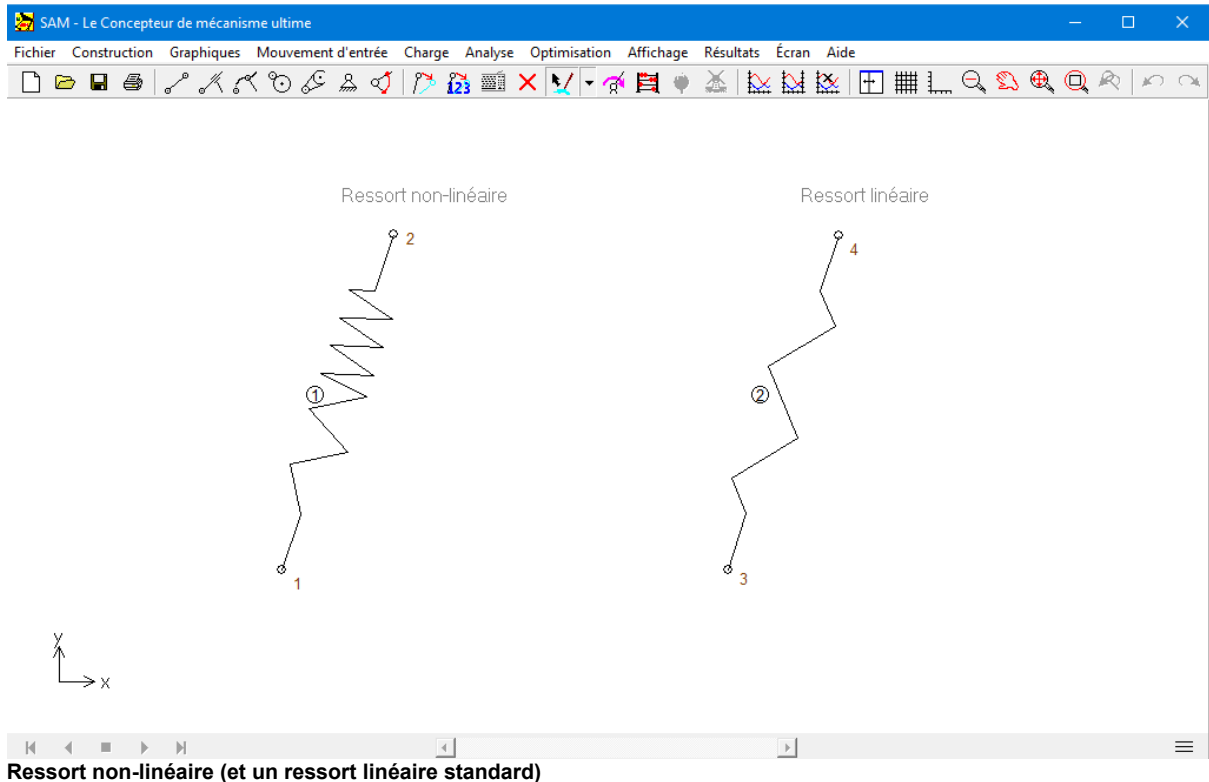 SAM - Le Concepteur de mécanisme ultime
Fichier Construction Graphiques Mouvement d'entrée Charge Analyse Optimisation Affichage Résultats Écran Aide
123
Ressort non-linéaire Ressort linéaire
2 4
1 2
1 3
y
x
Ressort non-linéaire (et un ressort linéaire standard)